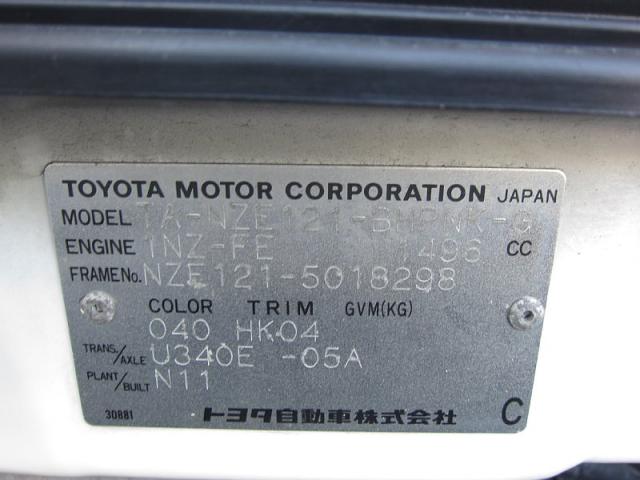 TOYOTA MOTOR CORPORATION JAPAN
MODEL TA-NZE121-BHPNK-G
ENGINE 1NZ-FE 1496 CC
FRAME No. NZE121-5018298
COLOR TRIM GVM(KG)
040 HK04
TRANS./AXLE U340E -05A
PLANT/BUILT N11
30881 トヨタ自動車株式会社 C